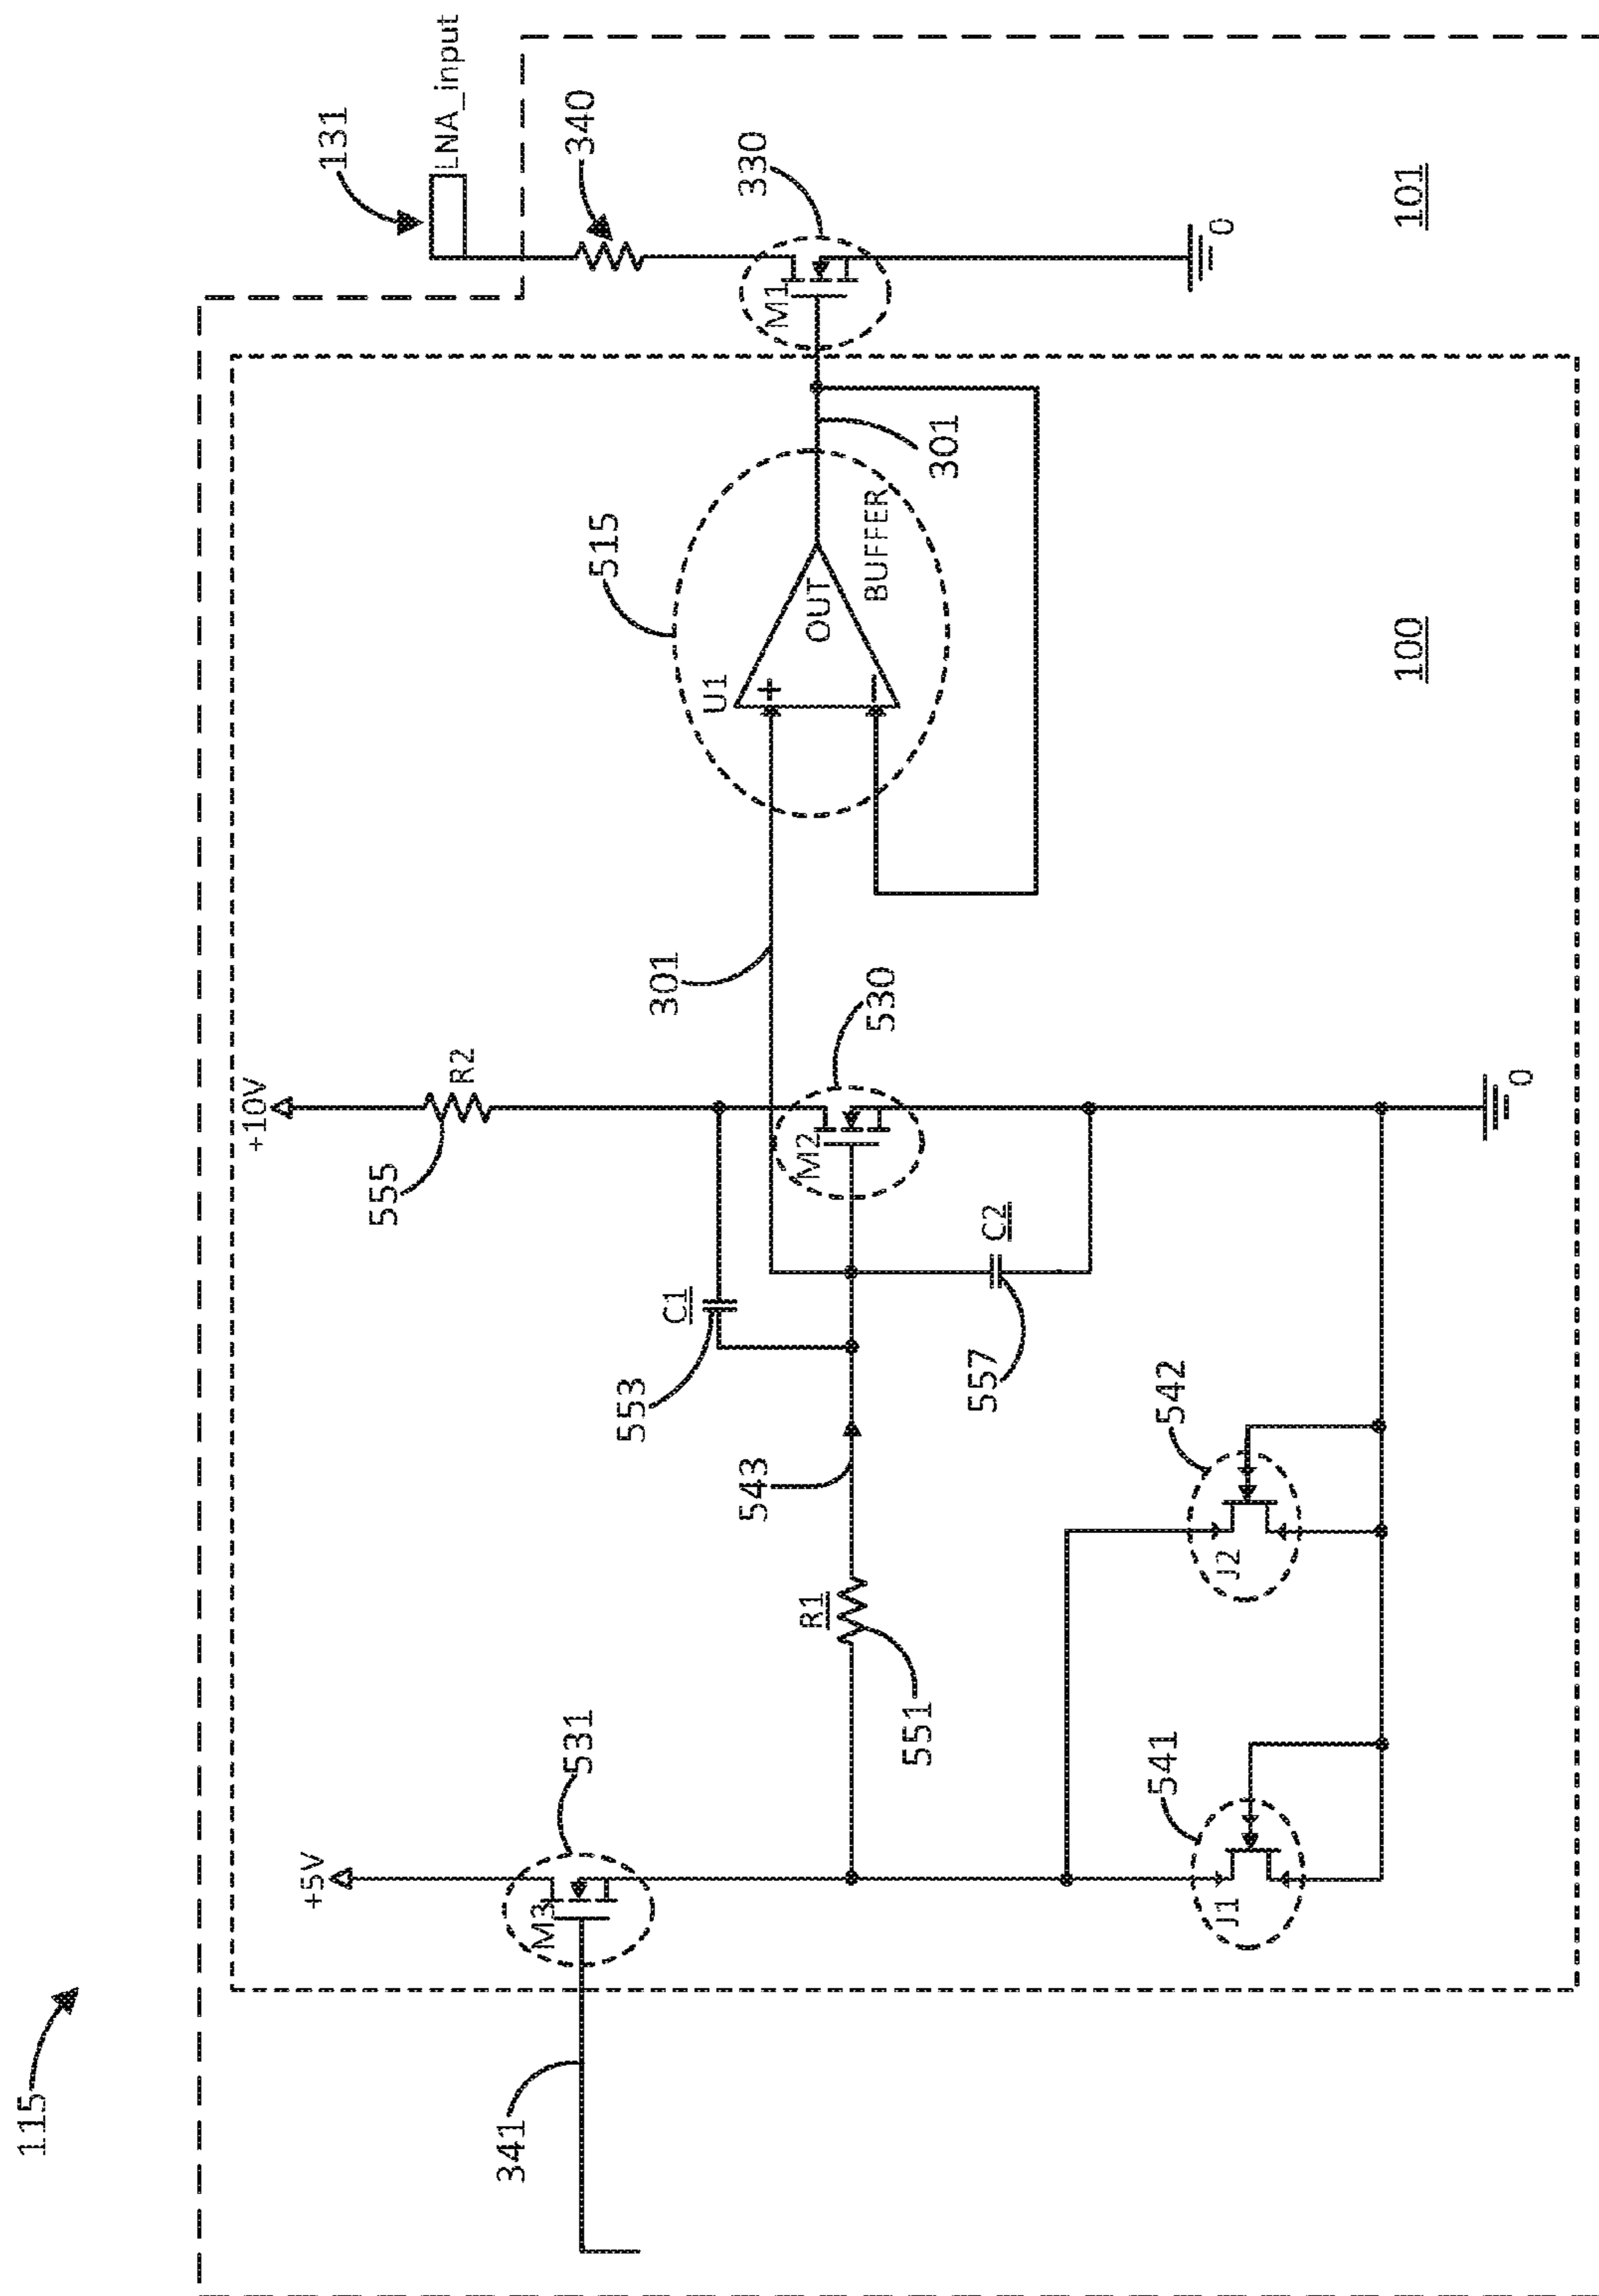 115
131
LNA_input
340
330
M1
0
101
+10V
R2
555
515
U1
+
−
OUT
BUFFER
301
301
100
530
M2
C1
553
C2
557
0
543
R1
551
542
J2
541
J1
+5V
531
M3
341